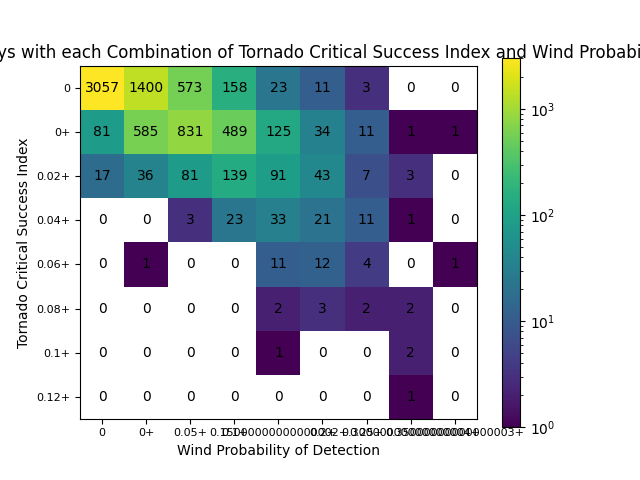 ys with each Combination of Tornado Critical Success Index and Wind Probabi
0 3057 1400 573 158 23 11 3 0 0
0+ 81 585 831 489 125 34 11 1 1
0.02+ 17 36 81 139 91 43 7 3 0
0.04+ 0 0 3 23 33 21 11 1 0
0.06+ 0 1 0 0 11 12 4 0 1
0.08+ 0 0 0 0 2 3 2 2 0
0.1+ 0 0 0 0 1 0 0 2 0
0.12+ 0 0 0 0 0 0 0 1 0
0 0+ 0.05+
Wind Probability of Detection
Tornado Critical Success Index
10³
10²
10¹
10⁰